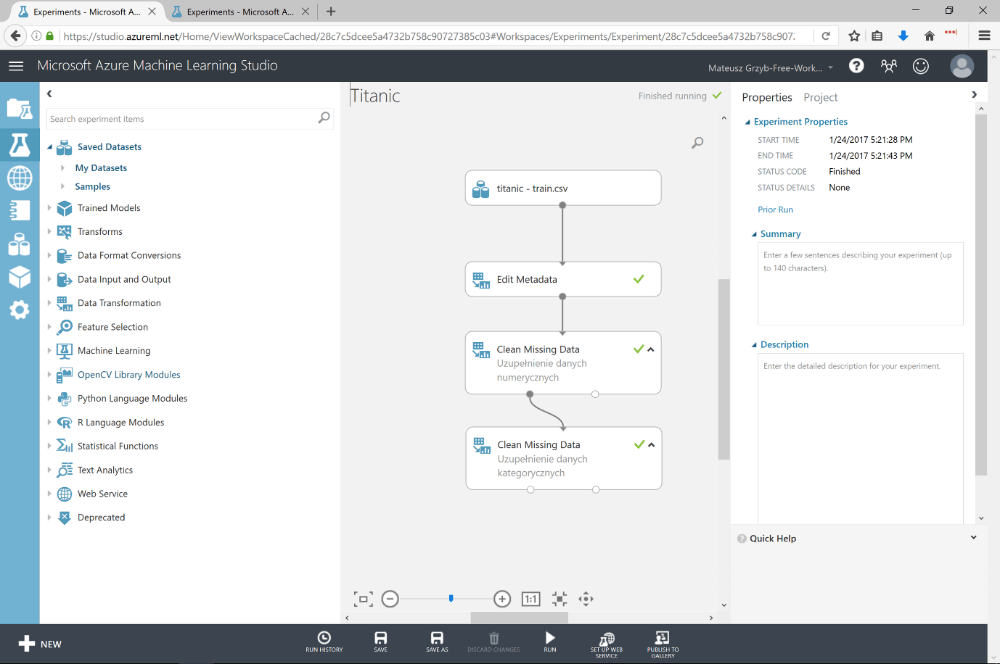 Experiments - Microsoft A...
Experiments - Microsoft A...
https://studio.azureml.net/Home/ViewWorkspaceCached/28c7c5dcee5a4732b758c90727385c03#Workspaces/Experiments/Experiment/28c7c5dcee5a4732b758c907
Microsoft Azure Machine Learning Studio
Mateusz Grzyb-Free-Work...
Search experiment items
Saved Datasets
My Datasets
Samples
Trained Models
Transforms
Data Format Conversions
Data Input and Output
Data Transformation
Feature Selection
Machine Learning
OpenCV Library Modules
Python Language Modules
R Language Modules
Statistical Functions
Text Analytics
Web Service
Deprecated
Titanic
Finished running
titanic - train.csv
Edit Metadata
Clean Missing Data
Uzupełnienie danych
numerycznych
Clean Missing Data
Uzupełnienie danych
kategorycznych
1:1
Properties Project
Experiment Properties
START TIME 1/24/2017 5:21:28 PM
END TIME 1/24/2017 5:21:43 PM
STATUS CODE Finished
STATUS DETAILS None
Prior Run
Summary
Enter a few sentences describing your experiment (up
to 140 characters).
Description
Enter the detailed description for your experiment.
Quick Help
NEW
RUN HISTORY
SAVE
SAVE AS
DISCARD CHANGES
RUN
SET UP WEB
SERVICE
PUBLISH TO
GALLERY